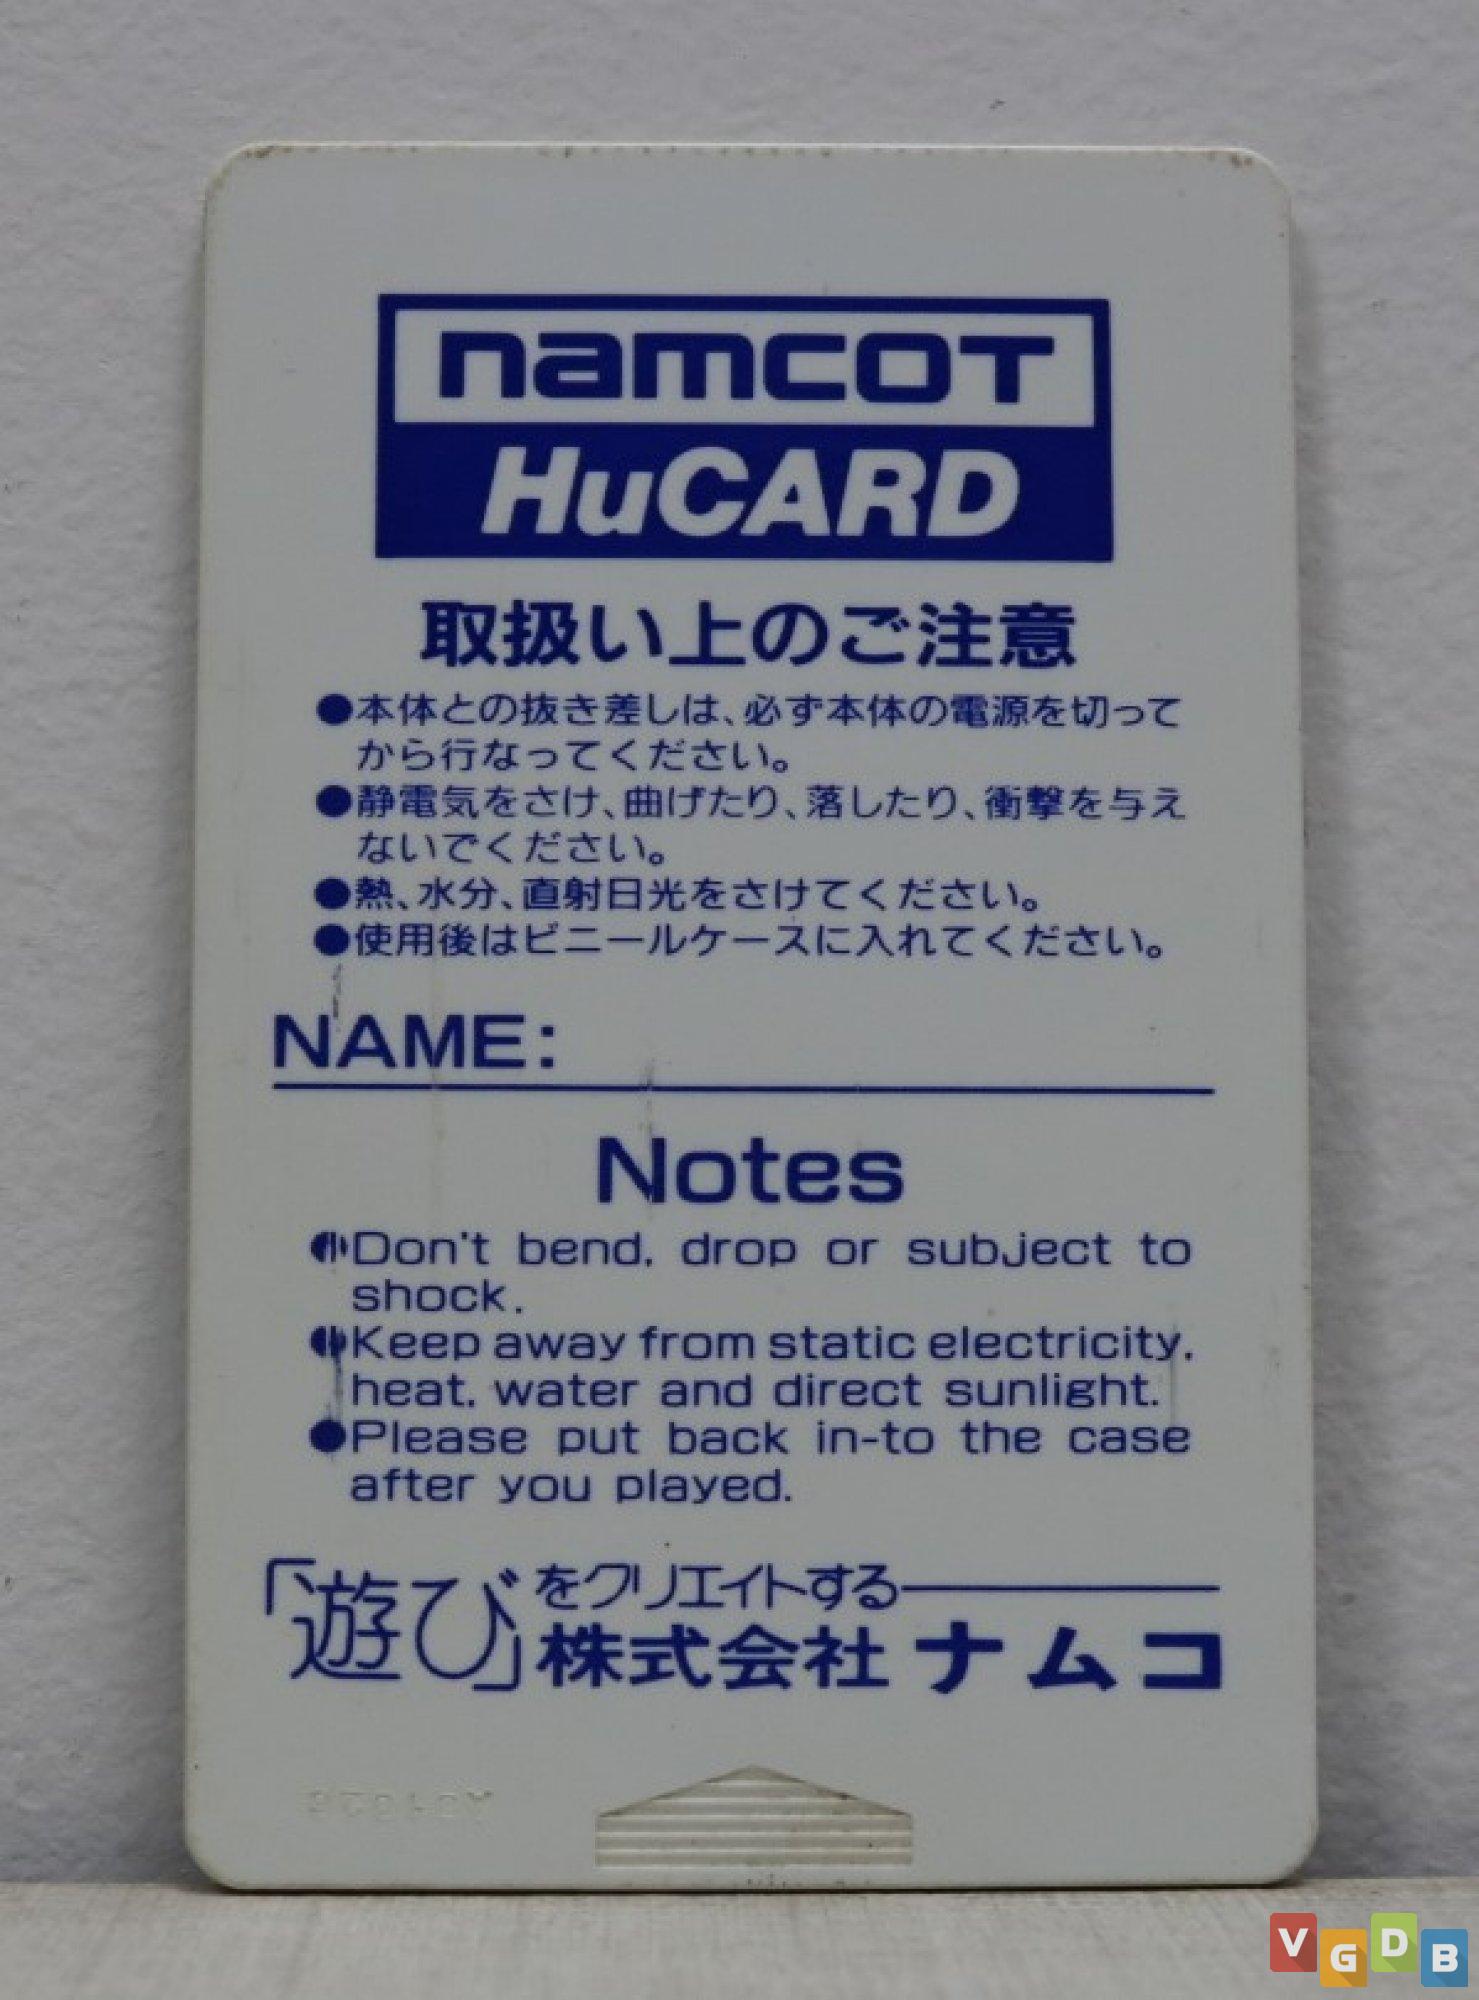 namcoT
HuCARD
取扱い上のご注意
●本体との抜き差しは、必ず本体の電源を切って
から行なってください。
●静電気をさけ、曲げたり、落したり、衝撃を与え
ないでください。
●熱、水分、直射日光をさけてください。
●使用後はビニールケースに入れてください。
NAME:
Notes
●Don't bend, drop or subject to
shock.
●Keep away from static electricity,
heat, water and direct sunlight.
●Please put back in-to the case
after you played.
「遊び」をクリエイトする
株式会社ナムコ
VGDB